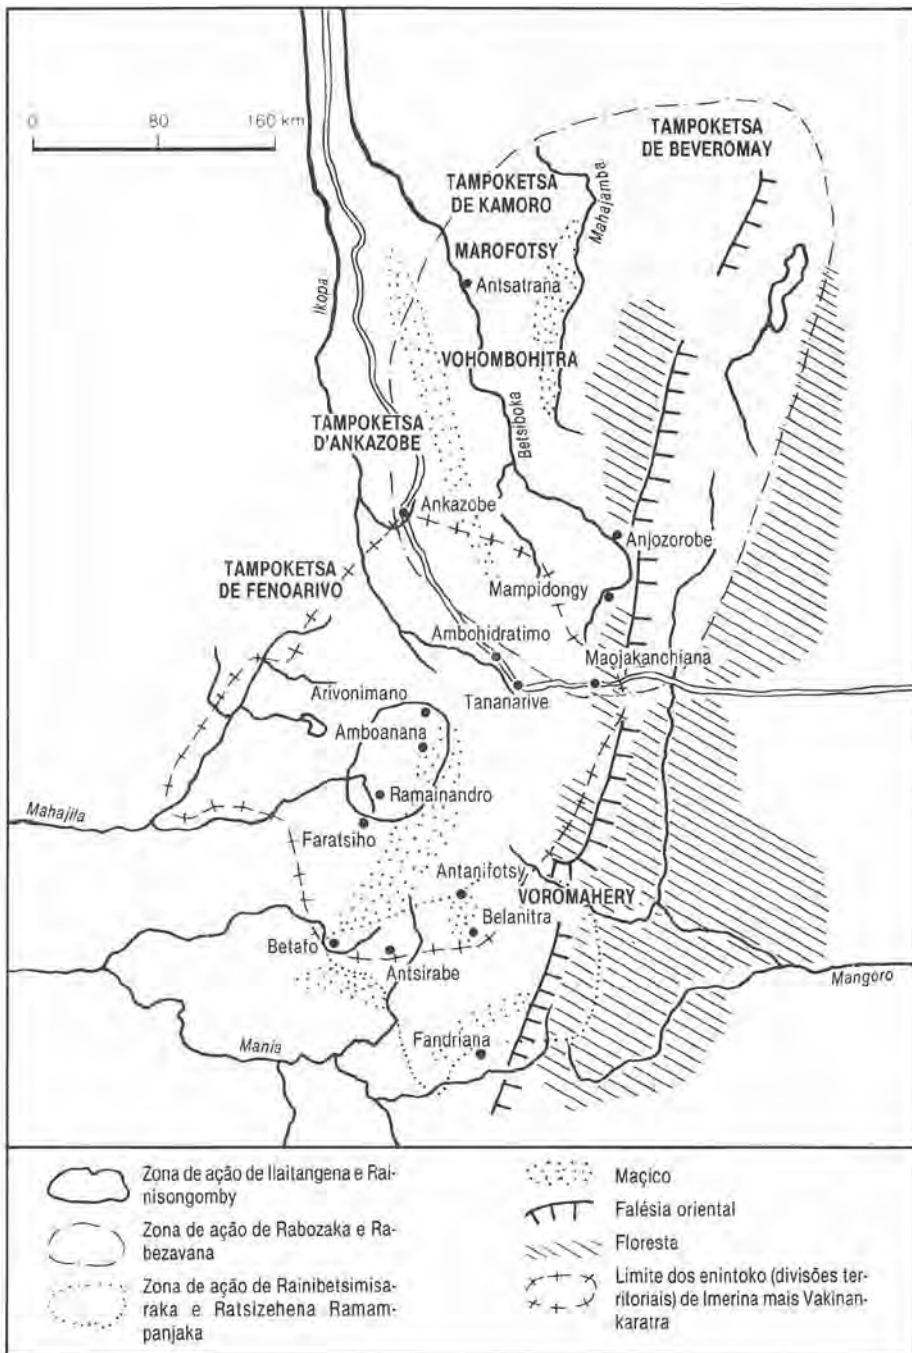 0 80 160 km
TAMPOKETSA
DE BEVEROMAY
TAMPOKETSA
DE KAMORO
Mahajamba
MAROFOTSY
Antsatrana
Ikopa
VOHOMBOHITRA
Betsiboka
TAMPOKETSA
D'ANKAZOBE
Ankazobe
Anjozorobe
TAMPOKETSA
DE FENOARIVO
Mampidongy
Ambohidratimo
Maojakanchiana
Tananarive
Arivonimano
Amboanana
Ramainandro
Mahajila
Faratsiho
Antanifotsy
VOROMAHERY
Belanitra
Betafo
Antsirabe
Mangoro
Mania
Fandriana
Zona de ação de Ilaitangena e Rai-
nisongomby
Zona de ação de Rabozaka e Ra-
bezavana
Zona de ação de Rainibetsimisa-
raka e Ratsizehena Ramam-
panjaka
Maçico
Falésia oriental
Floresta
Limite dos enintoko (divisões ter-
ritoriais) de Imerina mais Vakinan-
karatra